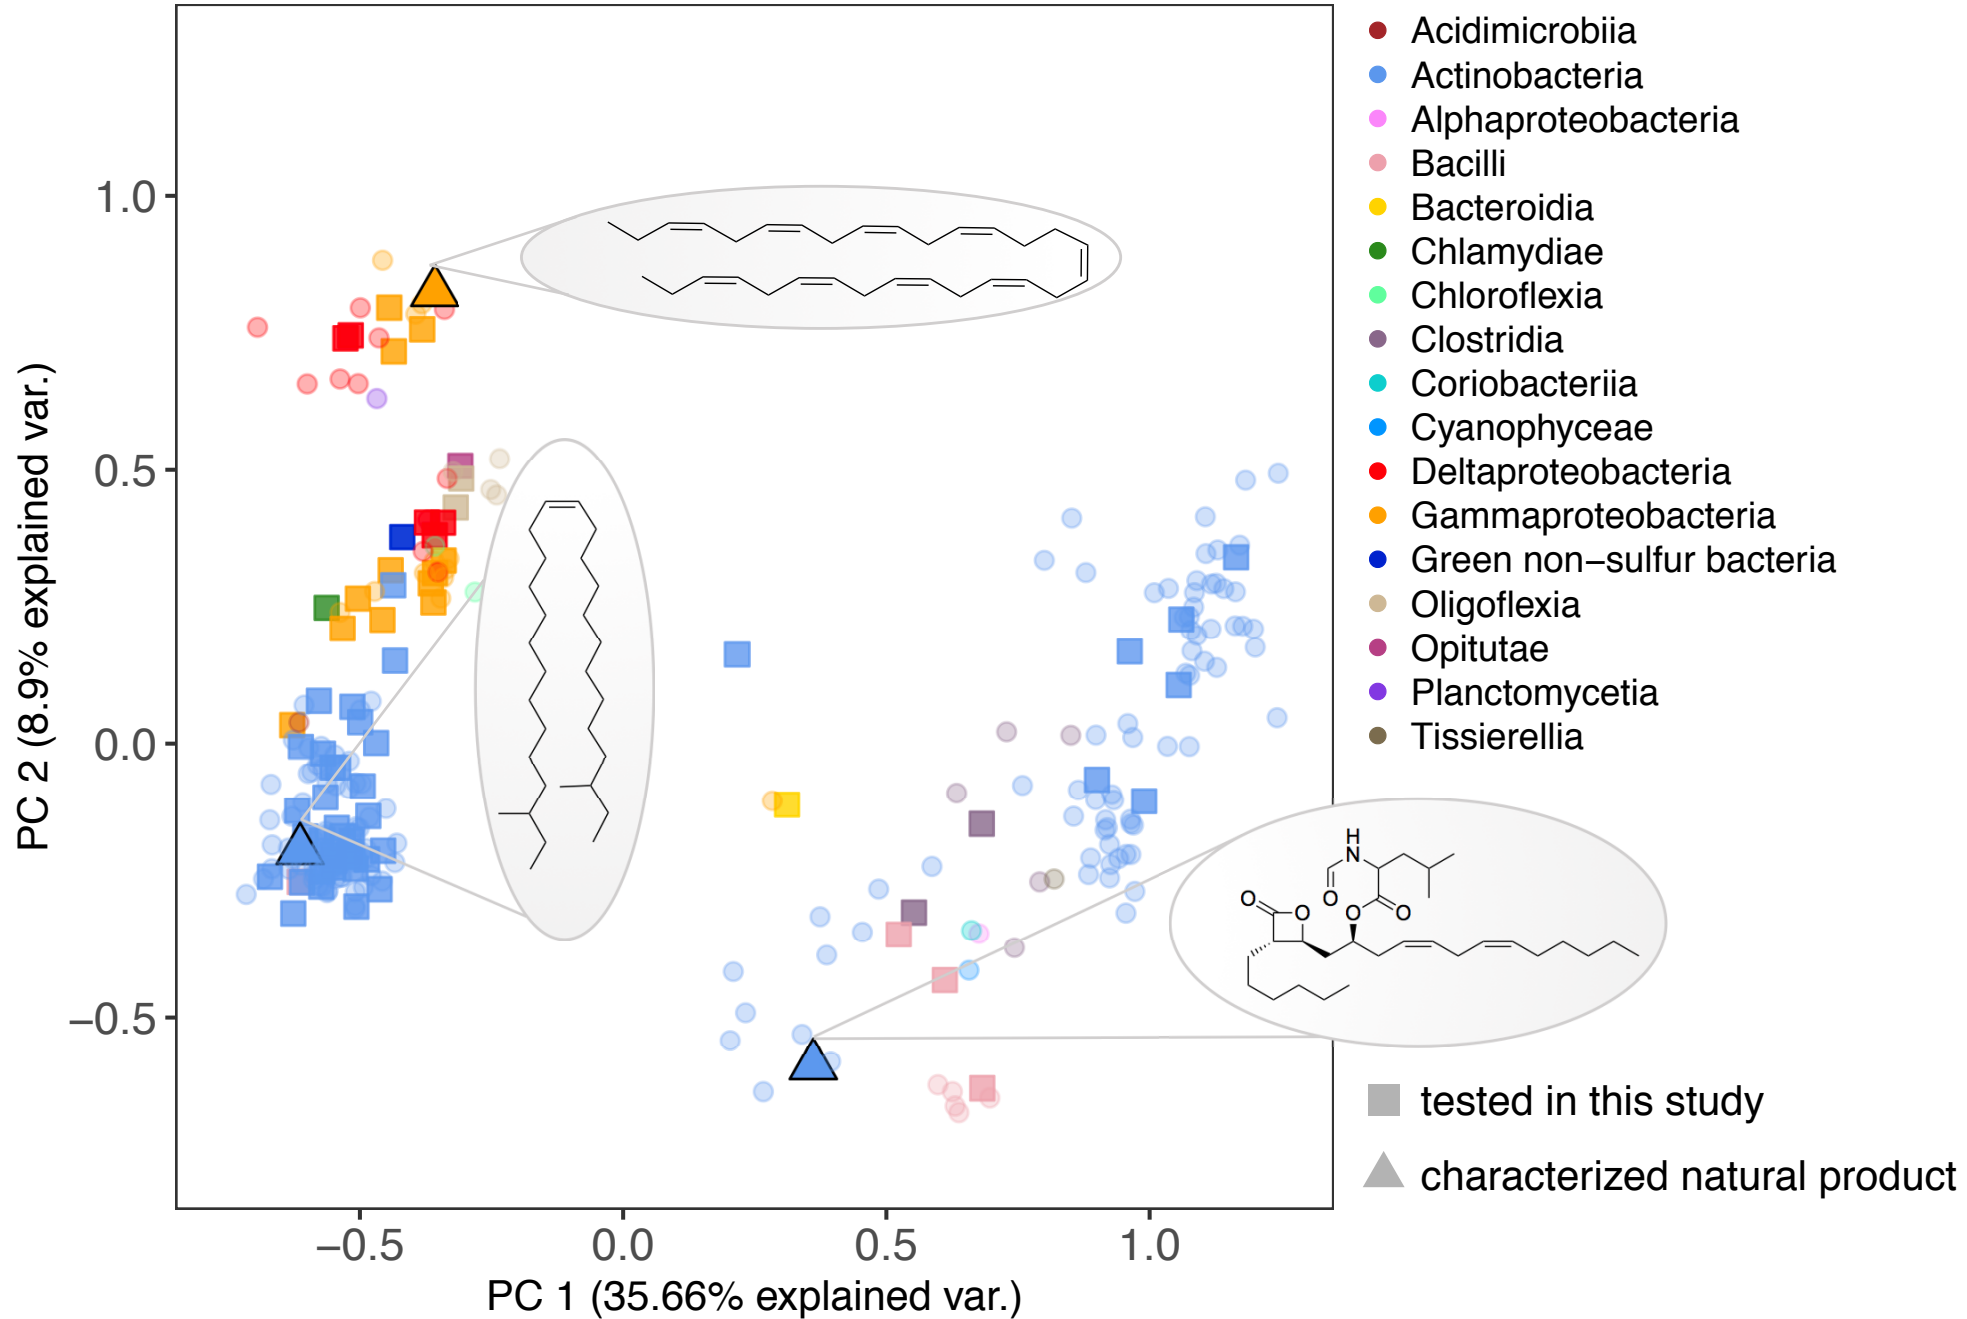 Acidimicrobiia
Actinobacteria
Alphaproteobacteria
Bacilli
Bacteroidia
Chlamydiae
Chloroflexia
Clostridia
Coriobacteriia
Cyanophyceae
Deltaproteobacteria
Gammaproteobacteria
Green non−sulfur bacteria
Oligoflexia
Opitutae
Planctomycetia
Tissierellia
tested in this study
characterized natural product
PC 2 (8.9% explained var.)
1.0
0.5
0.0
−0.5
H
N
O
O
O
O
O
−0.5 0.0 0.5 1.0
PC 1 (35.66% explained var.)